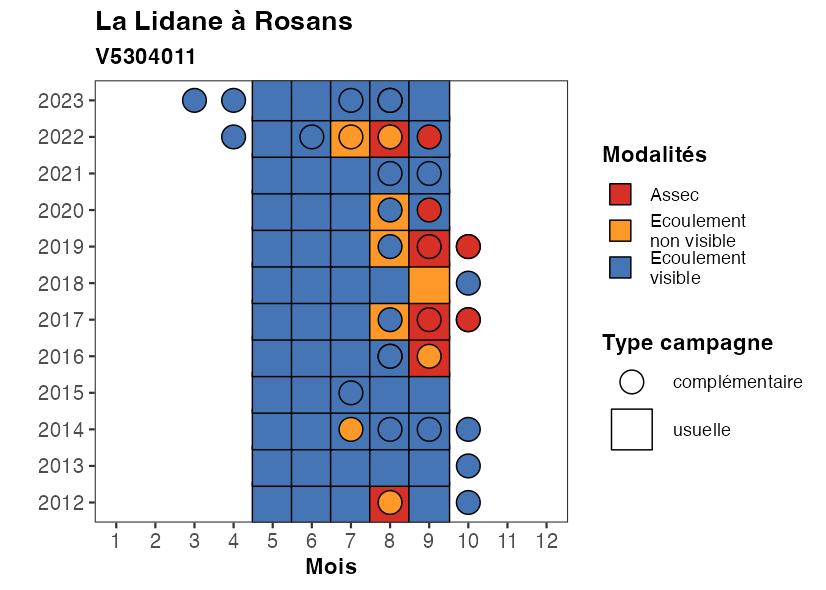 La Lidane à Rosans
V5304011
2023
2022
2021
2020
2019
2018
2017
2016
2015
2014
2013
2012
1 2 3 4 5 6 7 8 9 10 11 12
Mois
Modalités
Assec
Ecoulement
non visible
Ecoulement
visible
Type campagne
complémentaire
usuelle